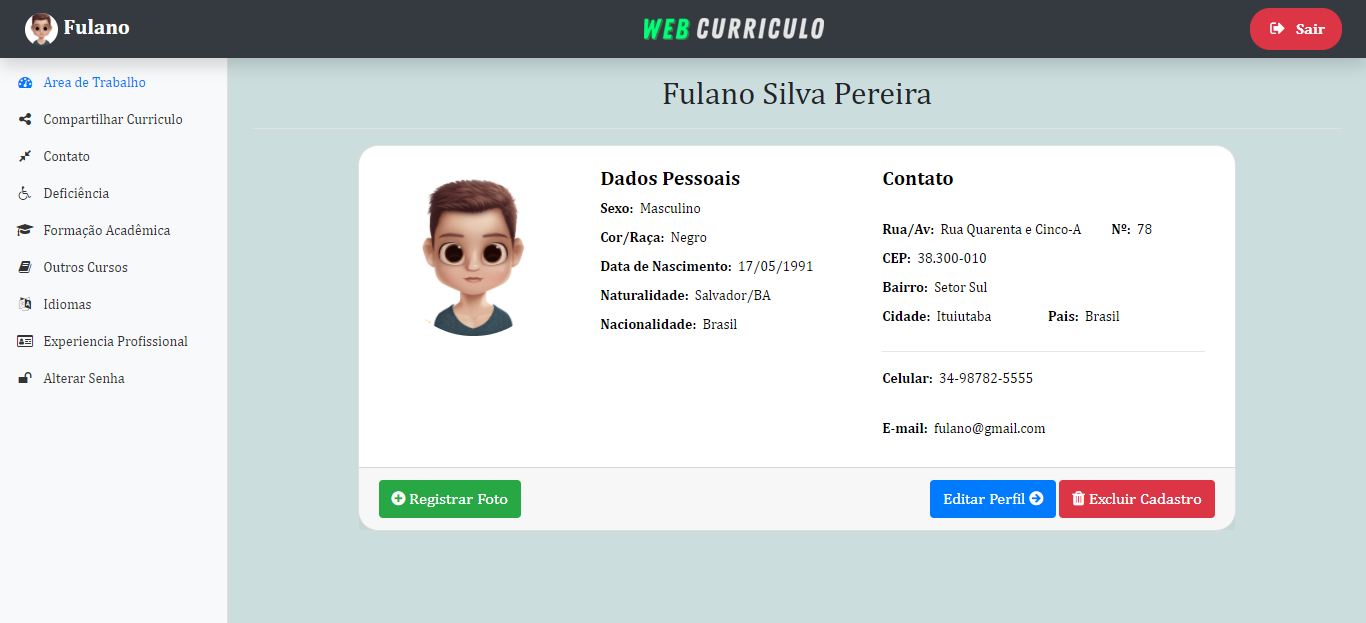 Fulano
WEB CURRICULO
Sair
Area de Trabalho
Compartilhar Curriculo
Contato
Deficiência
Formação Acadêmica
Outros Cursos
Idiomas
Experiencia Profissional
Alterar Senha
Fulano Silva Pereira
Dados Pessoais
Sexo: Masculino
Cor/Raça: Negro
Data de Nascimento: 17/05/1991
Naturalidade: Salvador/BA
Nacionalidade: Brasil
Contato
Rua/Av: Rua Quarenta e Cinco-A Nº: 78
CEP: 38.300-010
Bairro: Setor Sul
Cidade: Ituiutaba Pais: Brasil
Celular: 34-98782-5555
E-mail: fulano@gmail.com
Registrar Foto
Editar Perfil
Excluir Cadastro